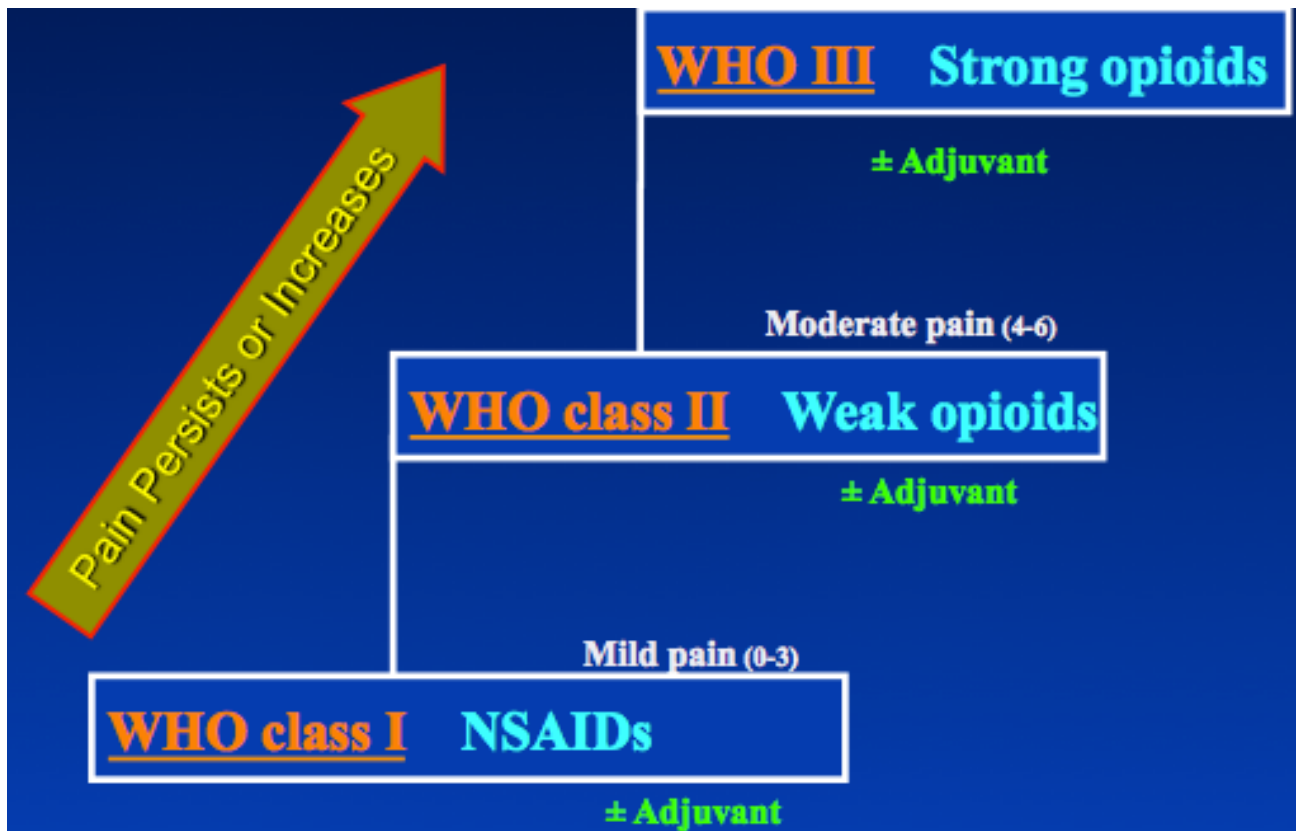 WHO III Strong opioids
± Adjuvant
Pain Persists or Increases
Moderate pain (4-6)
WHO class II Weak opioids
± Adjuvant
Mild pain (0-3)
WHO class I NSAIDs
± Adjuvant